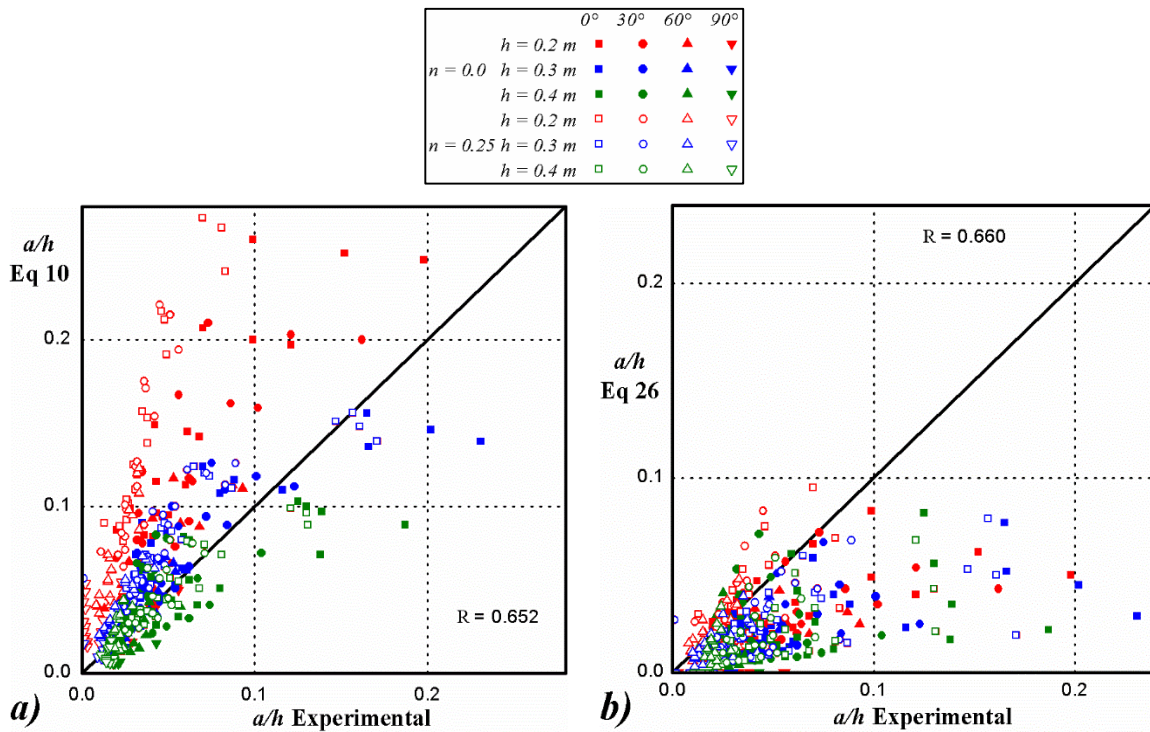 0° 30° 60° 90°
h = 0.2 m
n = 0.0 h = 0.3 m
h = 0.4 m
h = 0.2 m
n = 0.25 h = 0.3 m
h = 0.4 m
a/h
Eq 10
0.2
0.1
0.0
R = 0.652
0.0 0.1 0.2
a/h Experimental
a)
R = 0.660
0.2
a/h
Eq 26
0.1
0.0
0.0 0.1 0.2
a/h Experimental
b)